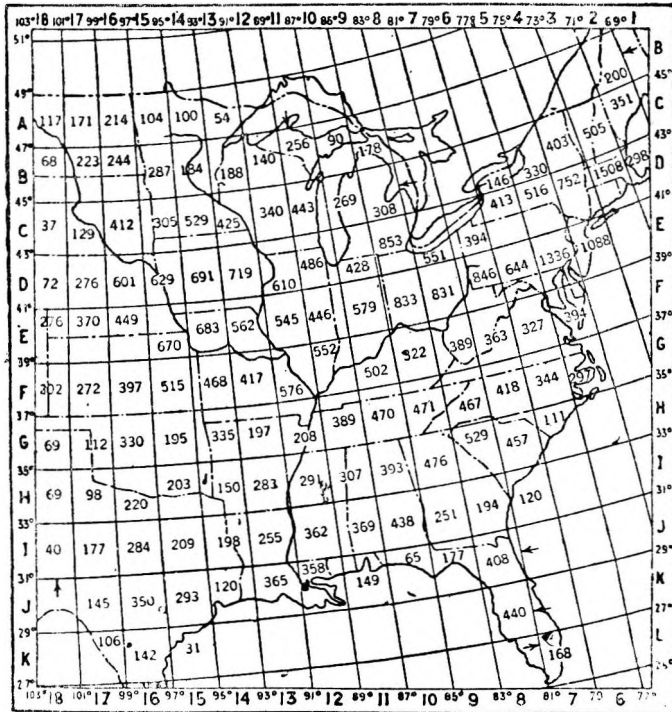 103° 18 101° 17 99° 16 97° 15 95° 14 93° 13 91° 12 89° 11 87° 10 85° 9 83° 8 81° 7 79° 6 77° 5 75° 4 73° 3 71° 2 69° 1
51° B
200 45°
49° 351 C
A 117 171 214 104 100 54 256 90 178 403 505 43°
47° 68 223 244 287 184 188 140 146 330 752 1508 298 D
B 269 413 516 41°
45° 340 443 308 E
C 37 129 412 305 529 425 853 394 1088
43° 486 428 551 846 644 1336 39°
D 72 276 601 629 691 719 610 579 833 831 F
41° 276 370 449 683 562 545 446 394 37°
E 670 552 322 389 363 327 G
39° 502 35°
F 302 272 397 515 468 417 576 389 470 471 467 418 344 297 H
37° 208 111 33°
G 69 112 330 195 335 197 529 457 I
35° 203 307 393 476
H 69 98 220 150 283 291 120 31°
33° 362 369 438 251 194 J
I 40 177 284 209 198 255 29°
31° 358 65 177 408 K
J 145 350 293 120 365 149 27°
29° 106 440 L
K 142 31 168 25°
27°
103° 18 101° 17 99° 16 97° 15 95° 14 93° 13 91° 12 89° 11 87° 10 85° 9 83° 8 81° 7 79 6 77°